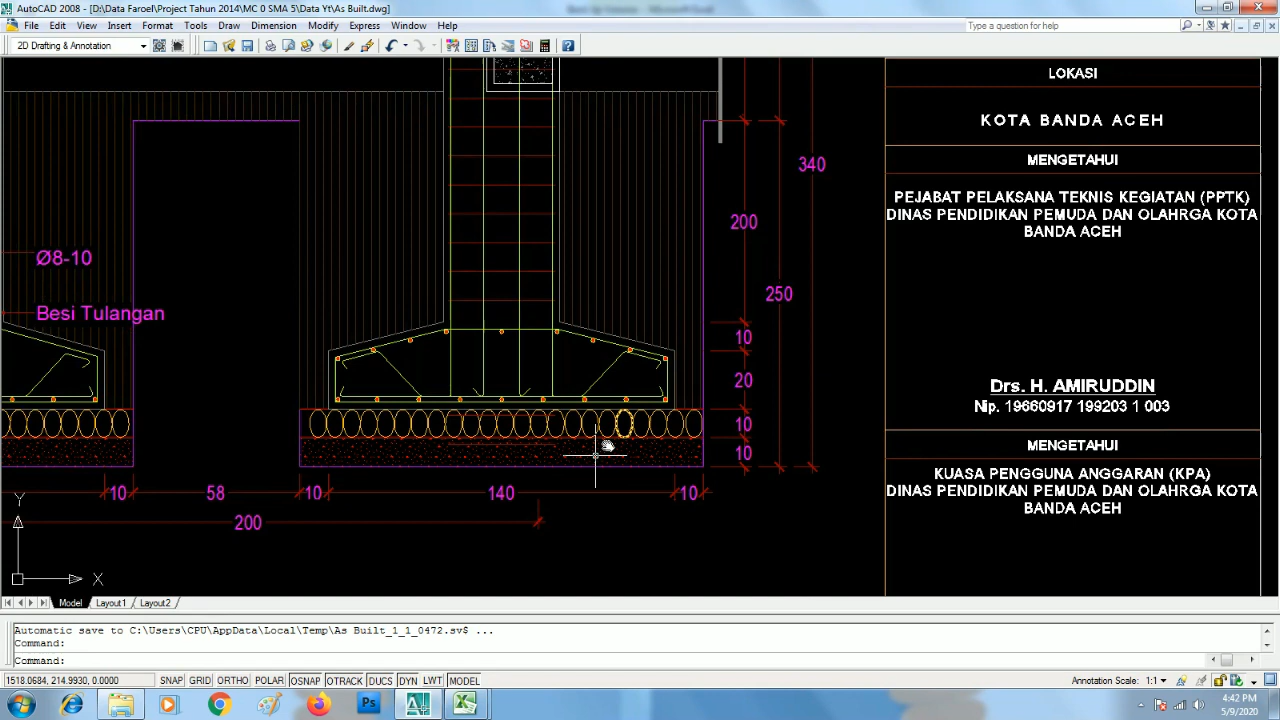 AutoCAD 2008 - [D:\Data Faroel\Project Tahun 2014\MC 0 SMA 5\Data Yt\As Built.dwg]
File Edit View Insert Format Tools Draw Dimension Modify Express Window Help
Type a question for help
2D Drafting & Annotation
LOKASI
KOTA BANDA ACEH
MENGETAHUI
340
PEJABAT PELAKSANA TEKNIS KEGIATAN (PPTK)
DINAS PENDIDIKAN PEMUDA DAN OLAHRGA KOTA
BANDA ACEH
200
Ø8-10
250
Besi Tulangan
10
20
Drs. H. AMIRUDDIN
Nip. 19660917 199203 1 003
10
MENGETAHUI
10
KUASA PENGGUNA ANGGARAN (KPA)
DINAS PENDIDIKAN PEMUDA DAN OLAHRGA KOTA
BANDA ACEH
10 58 10 140 10
200
Y
X
Model Layout1 Layout2
Automatic save to C:\Users\CPU\AppData\Local\Temp\As Built_1_1_0472.sv$ ...
Command:
Command:
1518.0684, 214.9930, 0.0000 SNAP GRID ORTHO POLAR OSNAP OTRACK DUCS DYN LWT MODEL
Annotation Scale: 1:1
Ps
4:42 PM
5/9/2020